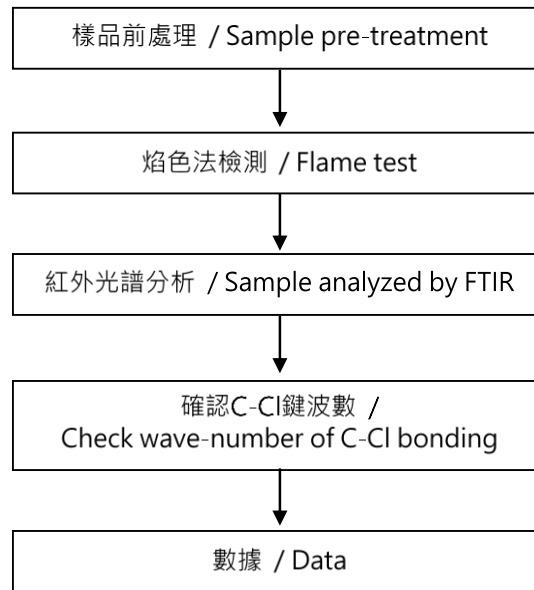 樣品前處理 / Sample pre-treatment
焰色法檢測 / Flame test
紅外光譜分析 / Sample analyzed by FTIR
確認C-Cl鍵波數 /
Check wave-number of C-Cl bonding
數據 / Data